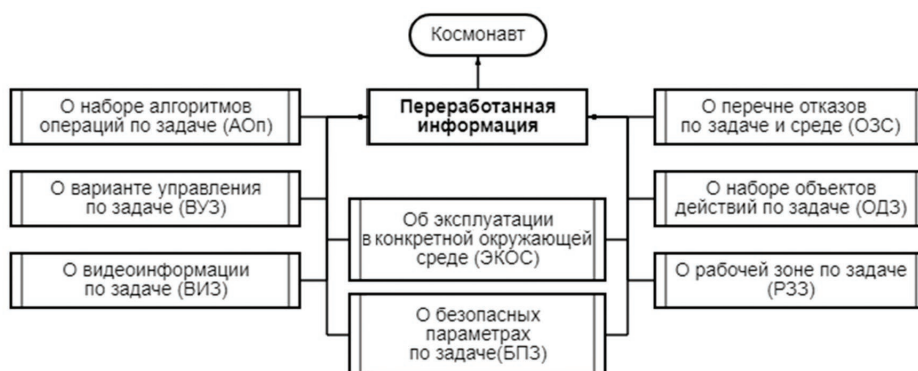 Космонавт
О наборе алгоритмов
операций по задаче (АОп)
Переработанная
информация
О перечне отказов
по задаче и среде (ОЗС)
О варианте управления
по задаче (ВУЗ)
Об эксплуатации
в конкретной окружающей
среде (ЭКОС)
О наборе объектов
действий по задаче (ОДЗ)
О видеоинформации
по задаче (ВИЗ)
О безопасных
параметрах
по задаче(БПЗ)
О рабочей зоне по задаче
(РЗЗ)